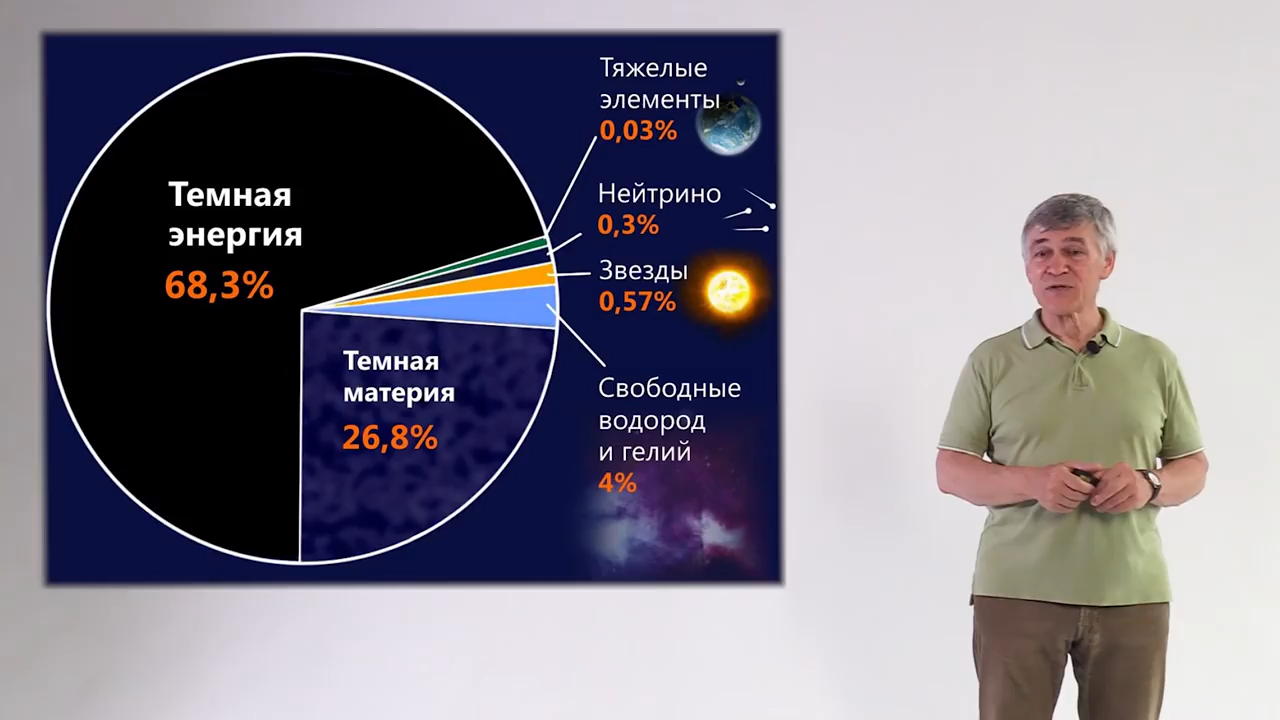 Темная
энергия
68,3%
Темная
материя
26,8%
Тяжелые
элементы
0,03%
Нейтрино
0,3%
Звезды
0,57%
Свободные
водород
и гелий
4%